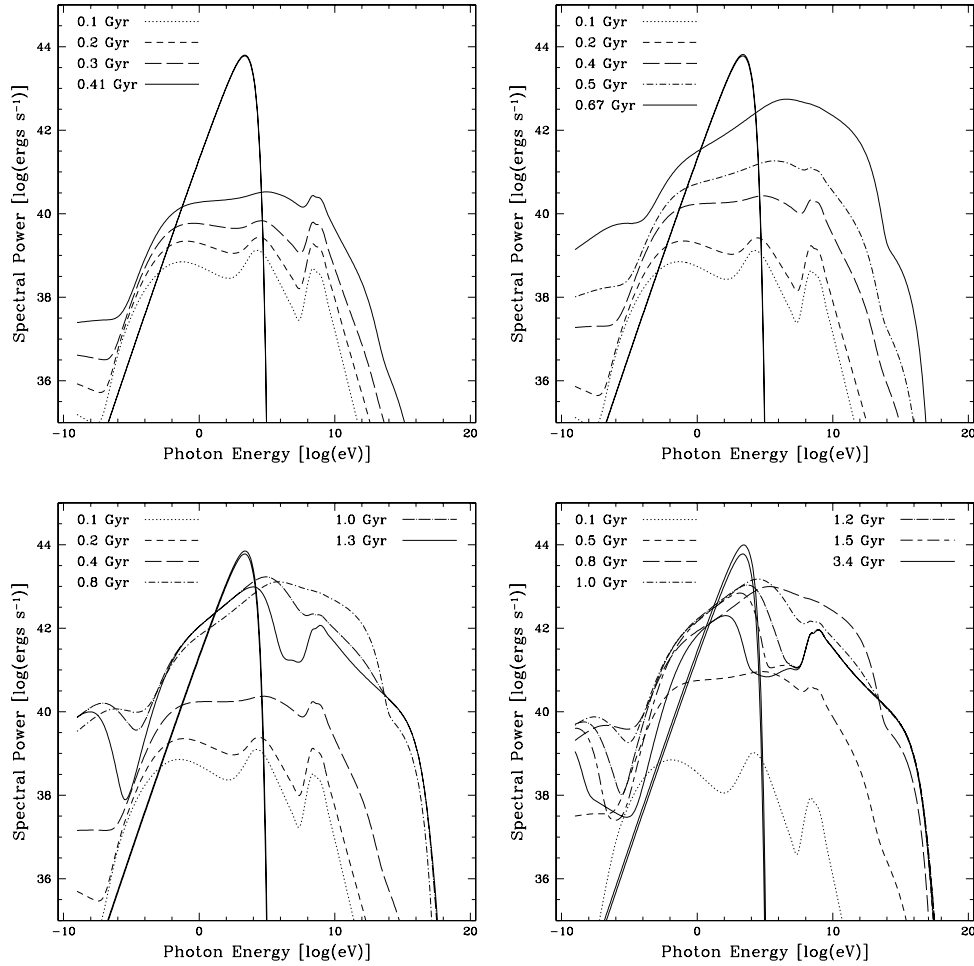 0.1 Gyr
0.2 Gyr
0.3 Gyr
0.41 Gyr
44
42
40
38
36
Spectral Power [log(ergs s⁻¹)]
-10 0 10 20
Photon Energy [log(eV)]
0.1 Gyr
0.2 Gyr
0.4 Gyr
0.5 Gyr
0.67 Gyr
44
42
40
38
36
Spectral Power [log(ergs s⁻¹)]
-10 0 10 20
Photon Energy [log(eV)]
0.1 Gyr 1.0 Gyr
0.2 Gyr 1.3 Gyr
0.4 Gyr
0.8 Gyr
44
42
40
38
36
Spectral Power [log(ergs s⁻¹)]
-10 0 10 20
Photon Energy [log(eV)]
0.1 Gyr 1.2 Gyr
0.5 Gyr 1.5 Gyr
0.8 Gyr 3.4 Gyr
1.0 Gyr
44
42
40
38
36
Spectral Power [log(ergs s⁻¹)]
-10 0 10 20
Photon Energy [log(eV)]